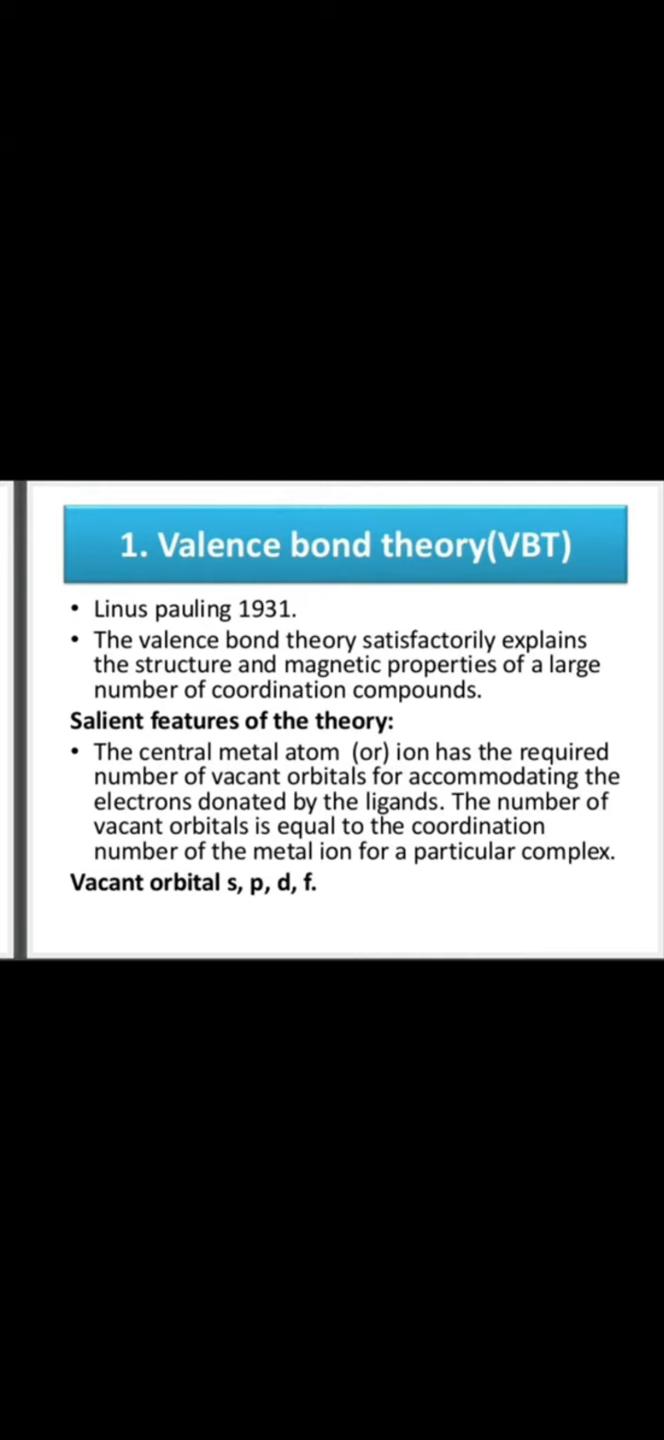 1. Valence bond theory(VBT)
• Linus pauling 1931.
• The valence bond theory satisfactorily explains
the structure and magnetic properties of a large
number of coordination compounds.
Salient features of the theory:
• The central metal atom (or) ion has the required
number of vacant orbitals for accommodating the
electrons donated by the ligands. The number of
vacant orbitals is equal to the coordination
number of the metal ion for a particular complex.
Vacant orbital s, p, d, f.